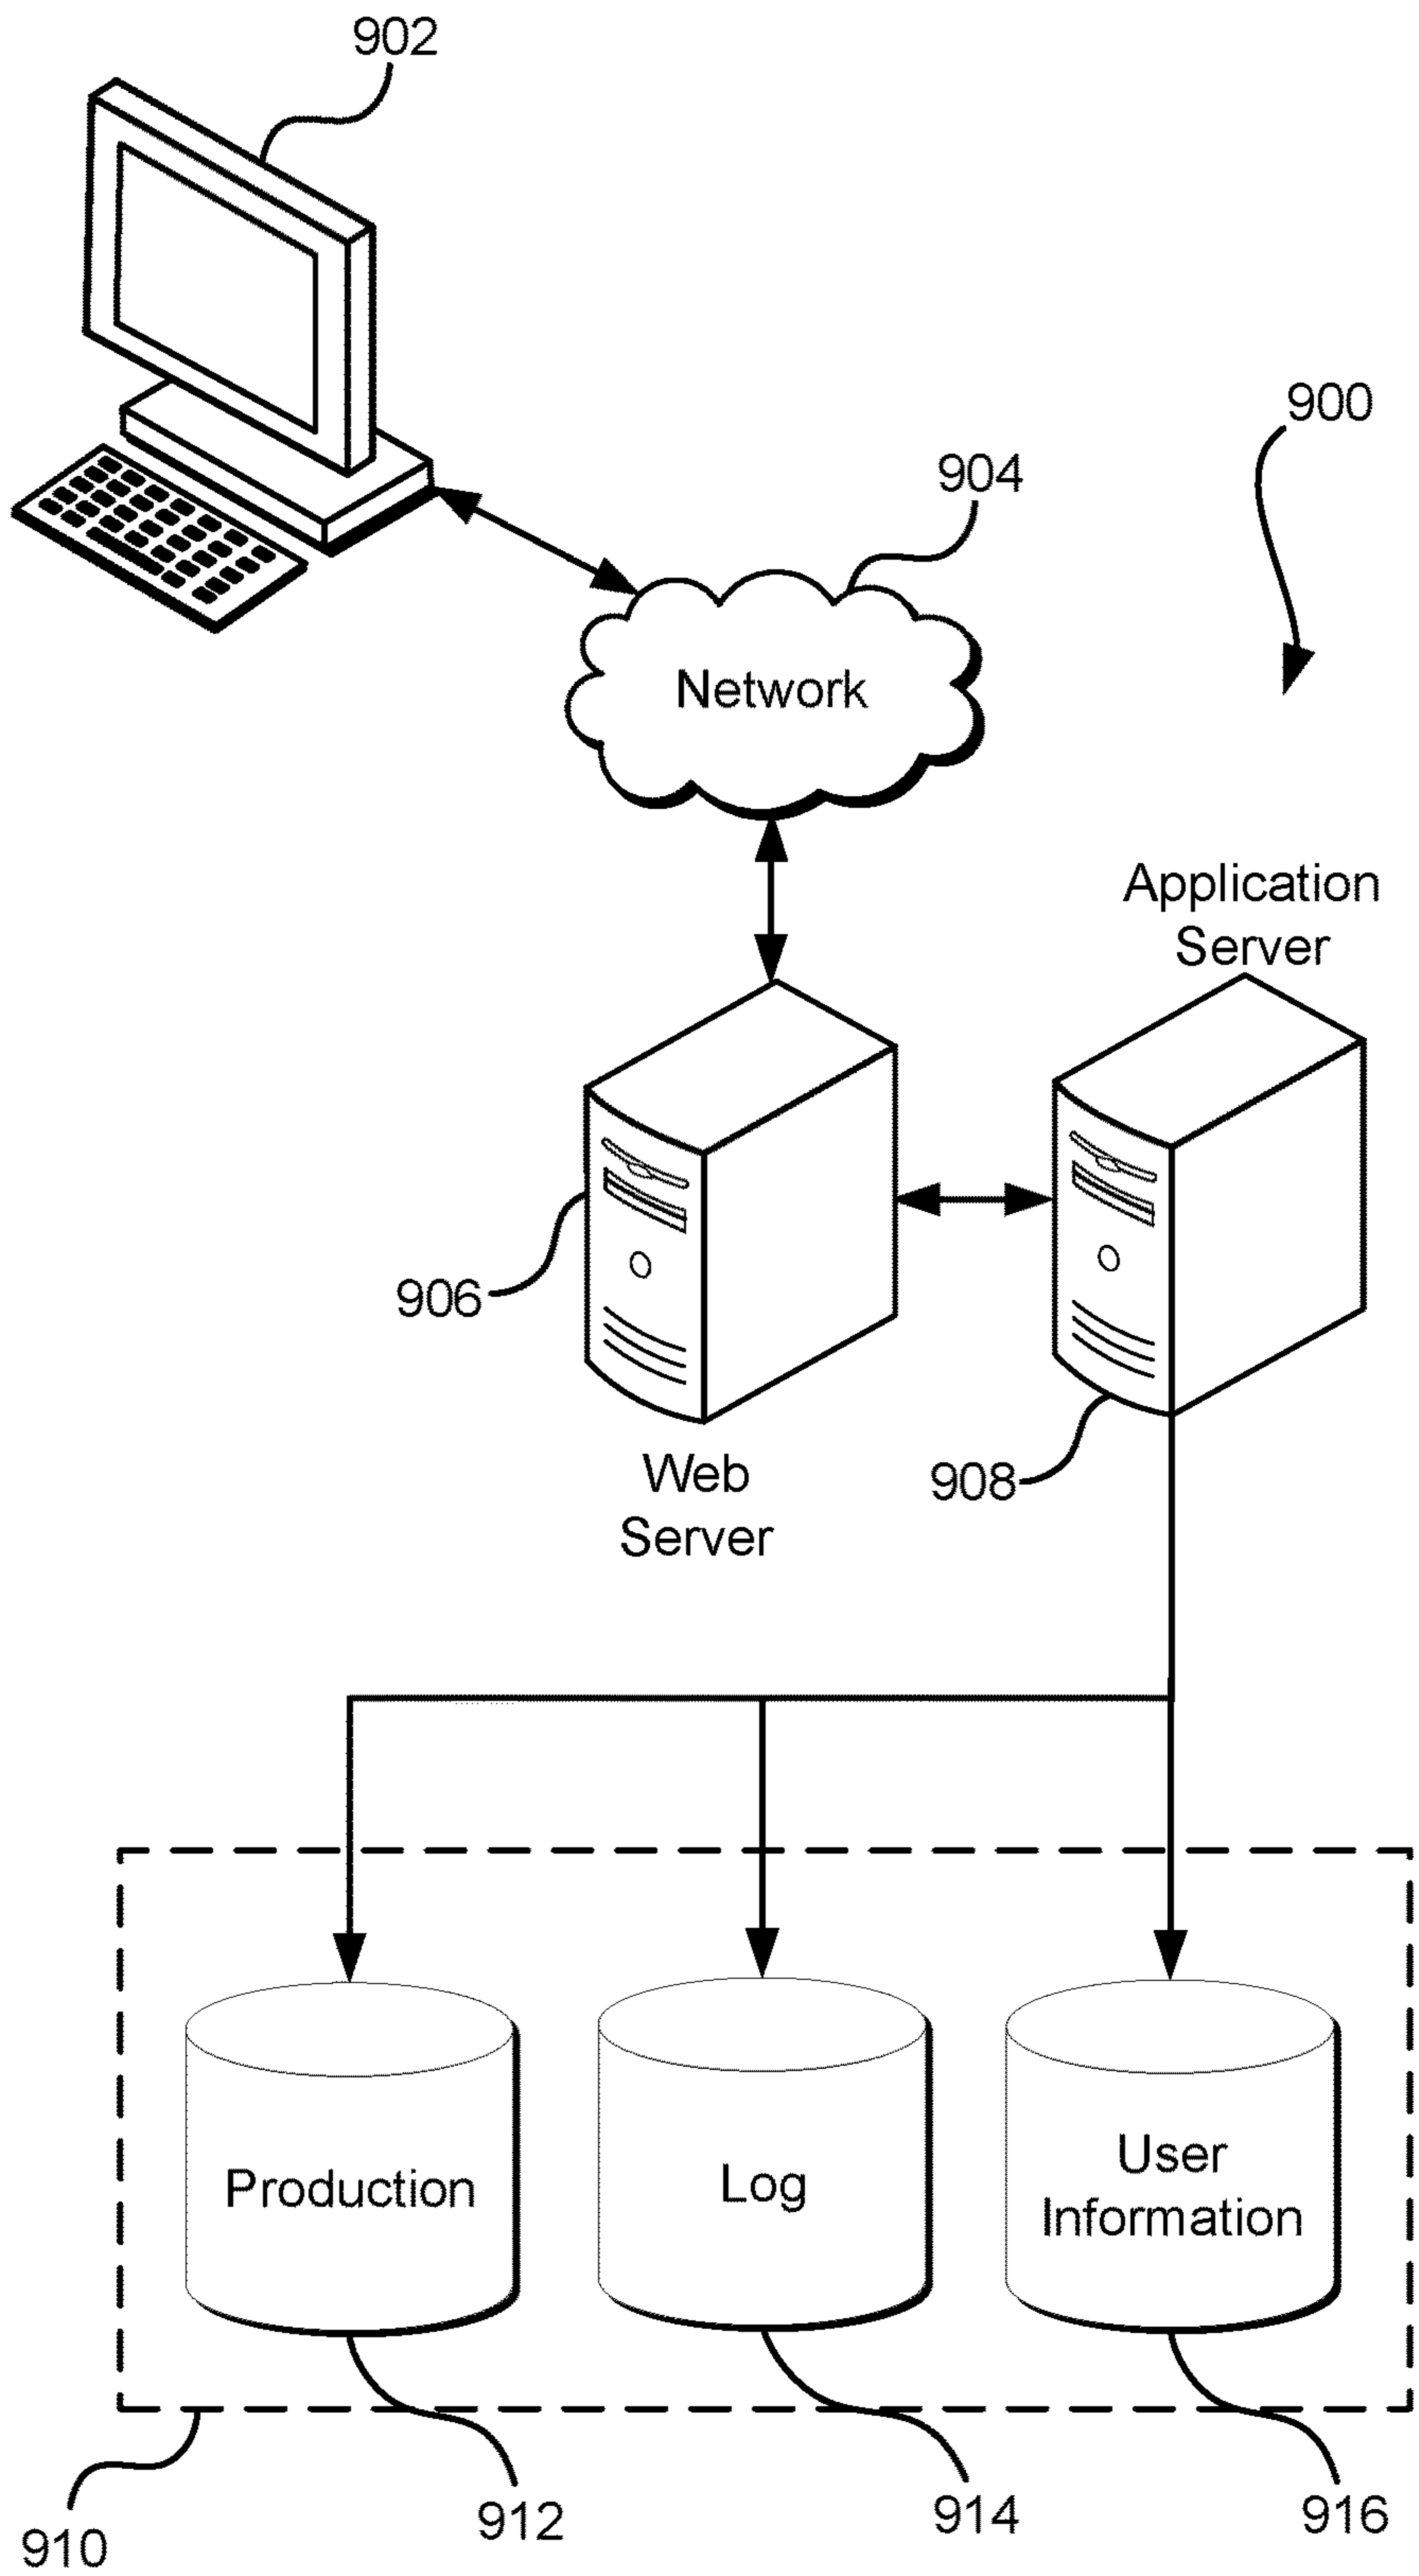 902
900
904
Network
Application
Server
906
908
Web
Server
Production
Log
User
Information
910
912
914
916